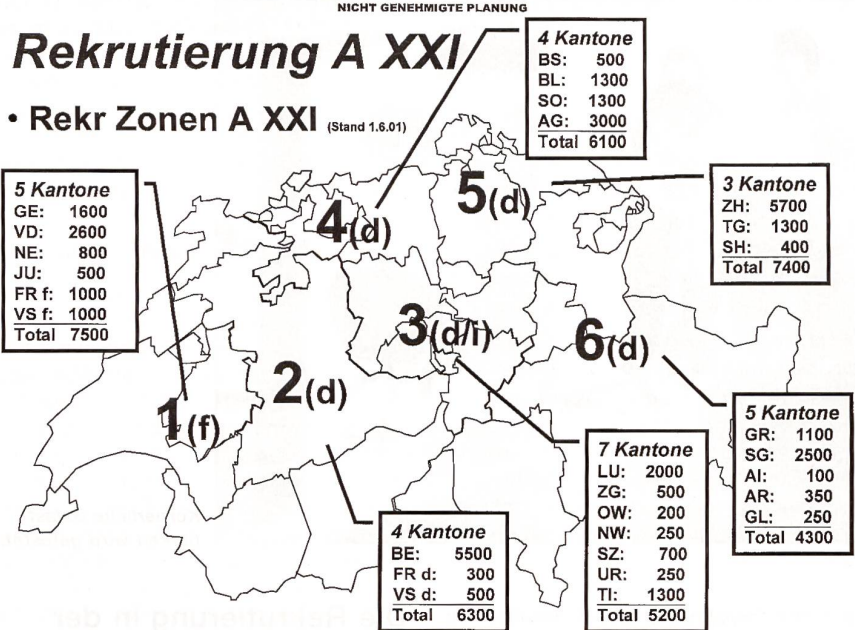 NICHT GENEHMIGTE PLANUNG
Rekrutierung A XXI
• Rekr Zonen A XXI (Stand 1.6.01)
4 Kantone
BS: 500
BL: 1300
SO: 1300
AG: 3000
Total 6100
5 Kantone
GE: 1600
VD: 2600
NE: 800
JU: 500
FR f: 1000
VS f: 1000
Total 7500
3 Kantone
ZH: 5700
TG: 1300
SH: 400
Total 7400
4(d)
5(d)
3(d/i)
6(d)
2(d)
1(f)
4 Kantone
BE: 5500
FR d: 300
VS d: 500
Total 6300
7 Kantone
LU: 2000
ZG: 500
OW: 200
NW: 250
SZ: 700
UR: 250
TI: 1300
Total 5200
5 Kantone
GR: 1100
SG: 2500
AI: 100
AR: 350
GL: 250
Total 4300